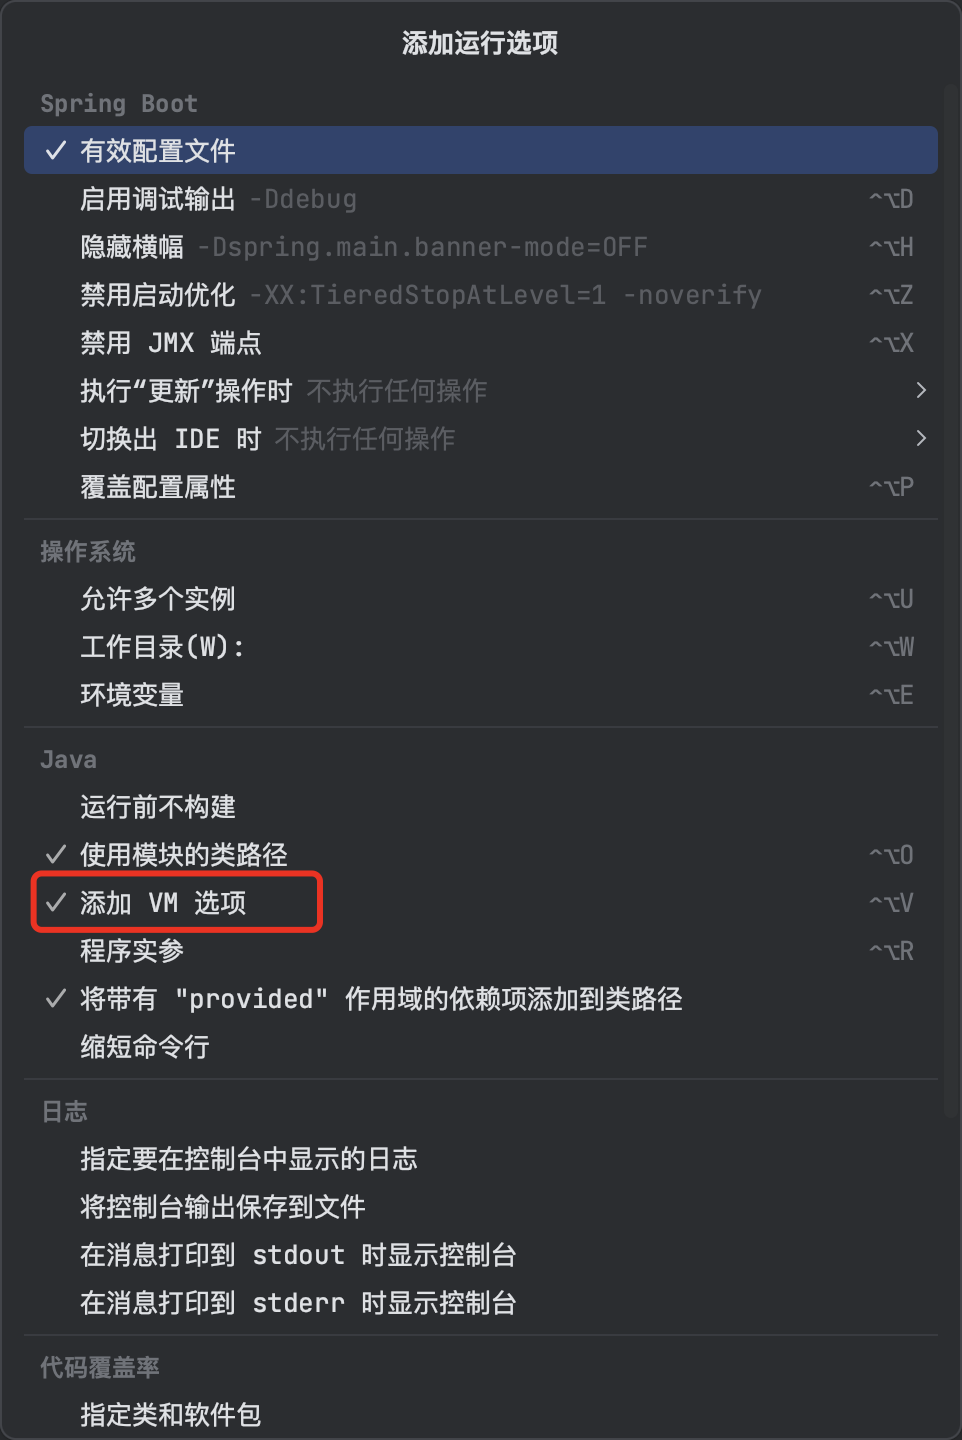 添加运行选项
Spring Boot
✓ 有效配置文件
启用调试输出 -Ddebug ^⌥D
隐藏横幅 -Dspring.main.banner-mode=OFF ^⌥H
禁用启动优化 -XX:TieredStopAtLevel=1 -noverify ^⌥Z
禁用 JMX 端点 ^⌥X
执行“更新”操作时 不执行任何操作 >
切换出 IDE 时 不执行任何操作 >
覆盖配置属性 ^⌥P
操作系统
允许多个实例 ^⌥U
工作目录(W): ^⌥W
环境变量 ^⌥E
Java
运行前不构建
✓ 使用模块的类路径 ^⌥O
✓ 添加 VM 选项 ^⌥V
程序实参 ^⌥R
✓ 将带有 "provided" 作用域的依赖项添加到类路径
缩短命令行
日志
指定要在控制台中显示的日志
将控制台输出保存到文件
在消息打印到 stdout 时显示控制台
在消息打印到 stderr 时显示控制台
代码覆盖率
指定类和软件包